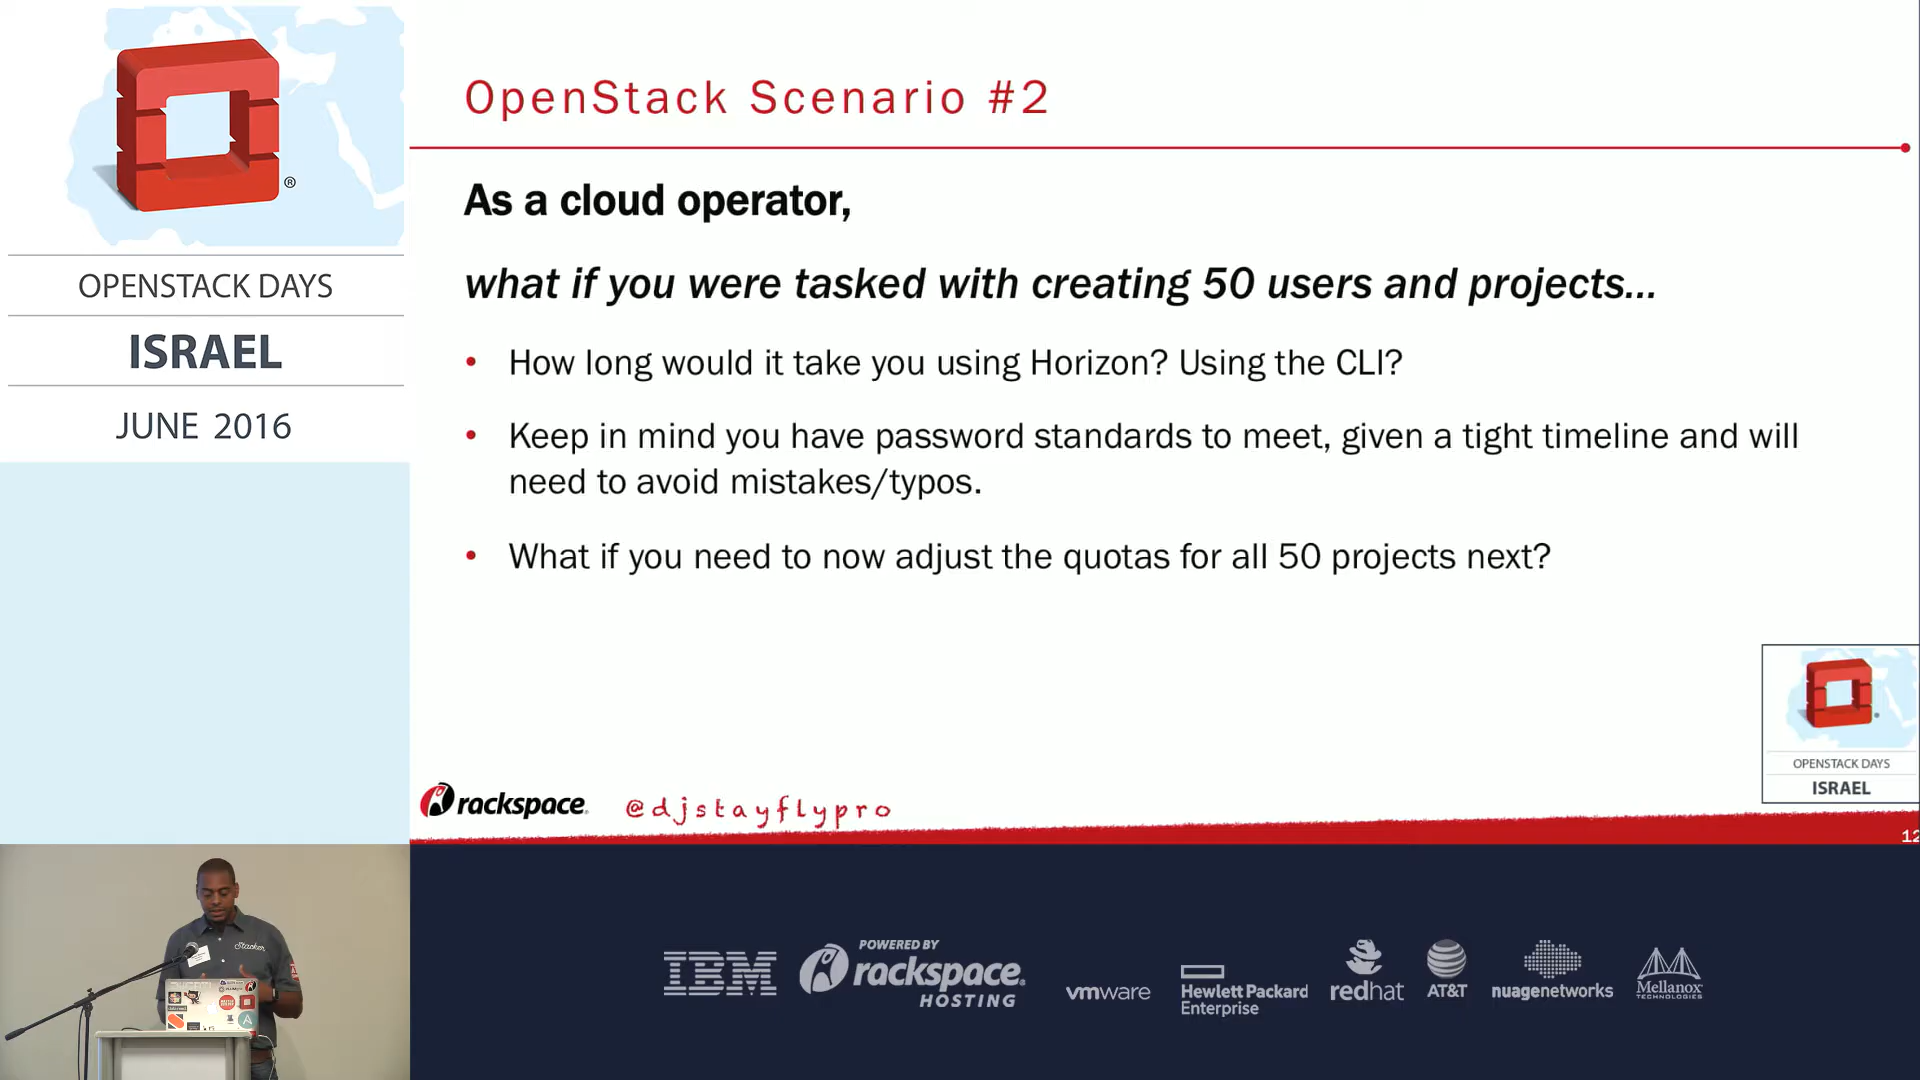 ®
OPENSTACK DAYS
ISRAEL
JUNE 2016
OpenStack Scenario #2
As a cloud operator,
what if you were tasked with creating 50 users and projects...
• How long would it take you using Horizon? Using the CLI?
• Keep in mind you have password standards to meet, given a tight timeline and will
need to avoid mistakes/typos.
• What if you need to now adjust the quotas for all 50 projects next?
OPENSTACK DAYS
ISRAEL
rackspace
@djstayflypro
12
Stacker
IBM
POWERED BY
rackspace
HOSTING
vmware
Hewlett Packard
Enterprise
redhat
AT&T
nuagenetworks
Mellanox
TECHNOLOGIES